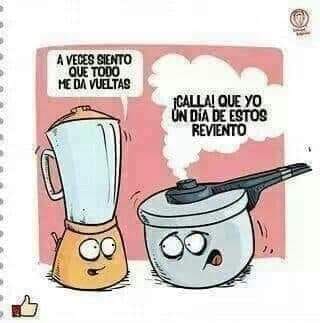 A VECES SIENTO
QUE TODO
ME DA VUELTAS
¡CALLA! QUE YO
UN DÍA DE ESTOS
REVIENTO